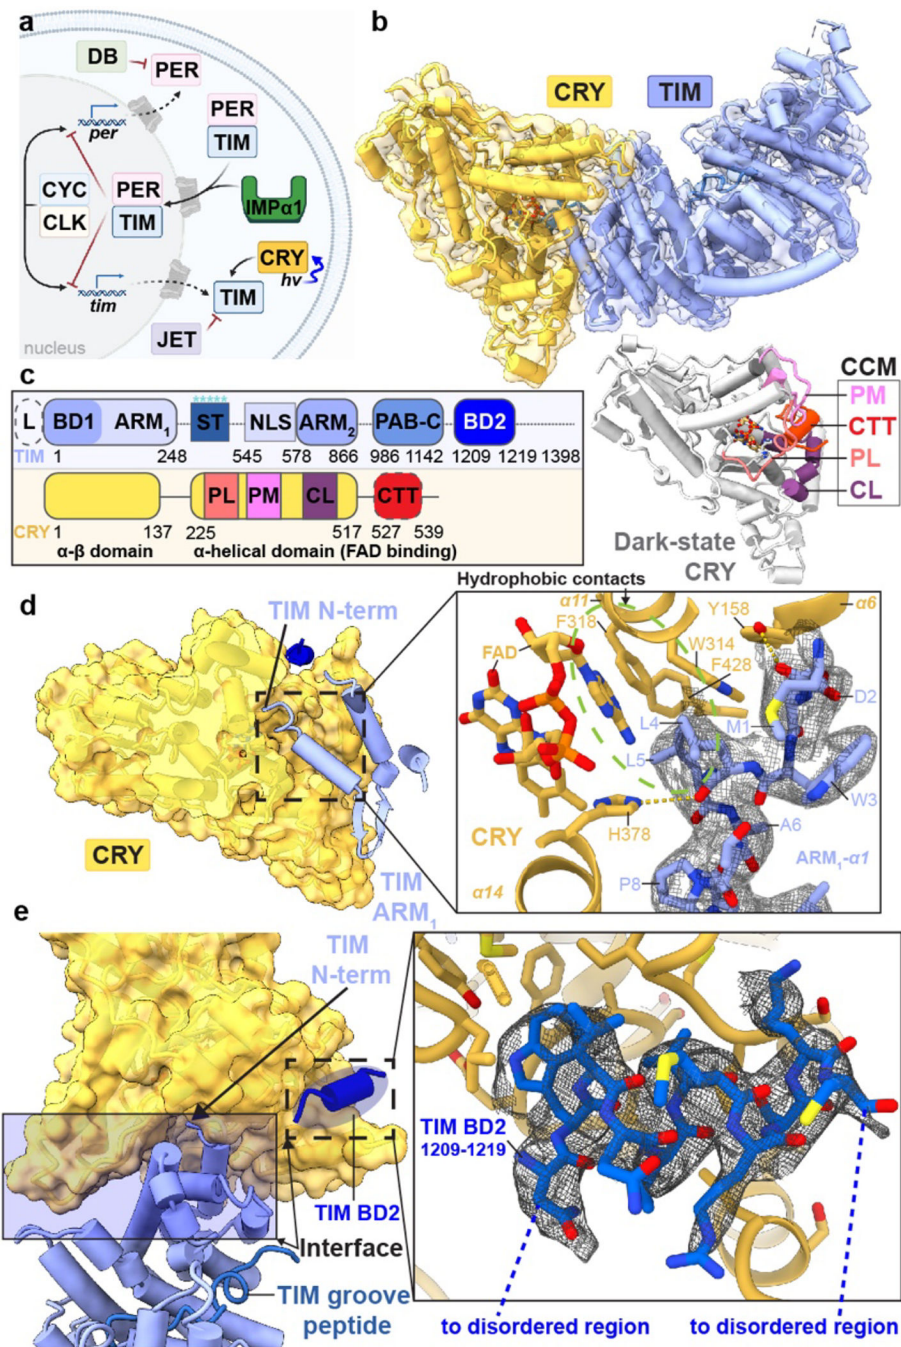 a
DB
PER
per
PER
TIM
CYC
CLK
PER
TIM
IMPα1
CRY
hv
TIM
tim
JET
nucleus
b
CRY
TIM
CCM
PM
CTT
PL
CL
Dark-state
CRY
c
L
BD1
ARM1
*****
ST
NLS
ARM2
PAB-C
BD2
TIM 1 248 545 578 866 986 1142 1209 1219 1398
PL
PM
CL
CTT
CRY 1 137 225 517 527 539
α-β domain
α-helical domain (FAD binding)
d
TIM N-term
CRY
TIM
ARM1
Hydrophobic contacts
α11
F318
FAD
Y158
α6
W314
F428
D2
L4
M1
L5
W3
CRY
H378
A6
ARM1-α1
P8
α14
e
TIM
N-term
TIM BD2
Interface
TIM groove
peptide
TIM BD2
1209-1219
to disordered region
to disordered region